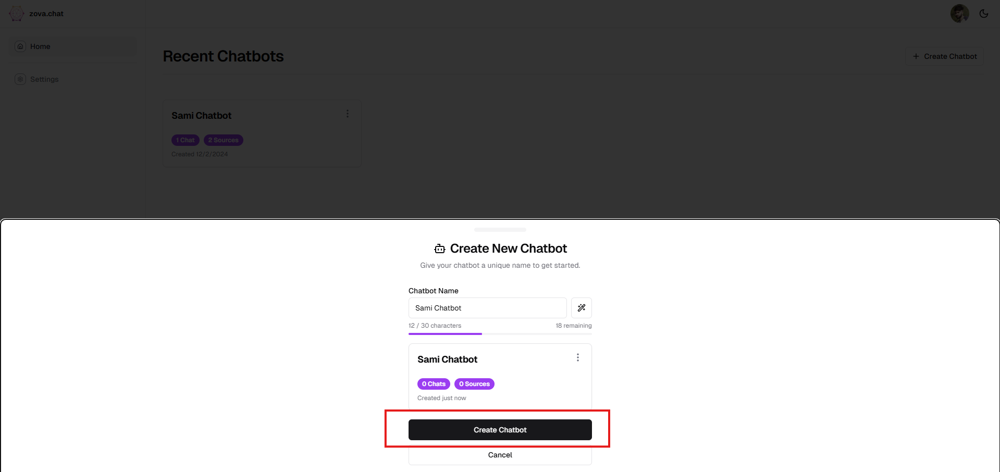 zova.chat
Home
Settings
Recent Chatbots
Create Chatbot
Sami Chatbot
1 Chat 2 Sources
Created 12/2/2024
Create New Chatbot
Give your chatbot a unique name to get started.
Chatbot Name
Sami Chatbot
12 / 30 characters 18 remaining
Sami Chatbot
0 Chats 0 Sources
Created just now
Create Chatbot
Cancel